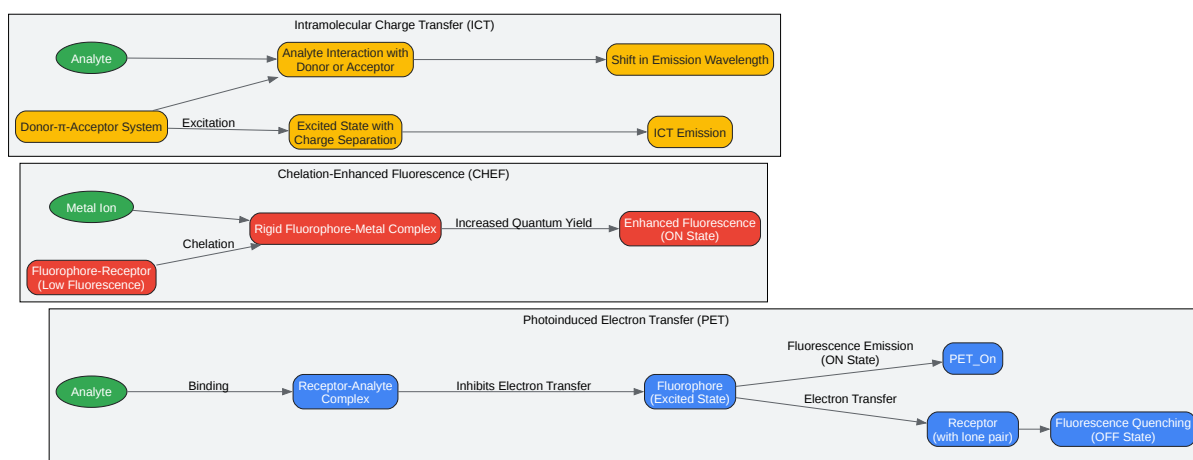 Intramolecular Charge Transfer (ICT)
Analyte
Analyte Interaction with
Donor or Acceptor
Shift in Emission Wavelength
Donor-π-Acceptor System
Excitation
Excited State with
Charge Separation
ICT Emission
Chelation-Enhanced Fluorescence (CHEF)
Metal Ion
Rigid Fluorophore-Metal Complex
Increased Quantum Yield
Enhanced Fluorescence
(ON State)
Chelation
Fluorophore-Receptor
(Low Fluorescence)
Photoinduced Electron Transfer (PET)
Analyte
Binding
Receptor-Analyte
Complex
Inhibits Electron Transfer
Fluorophore
(Excited State)
Fluorescence Emission
(ON State)
PET_On
Electron Transfer
Receptor
(with lone pair)
Fluorescence Quenching
(OFF State)